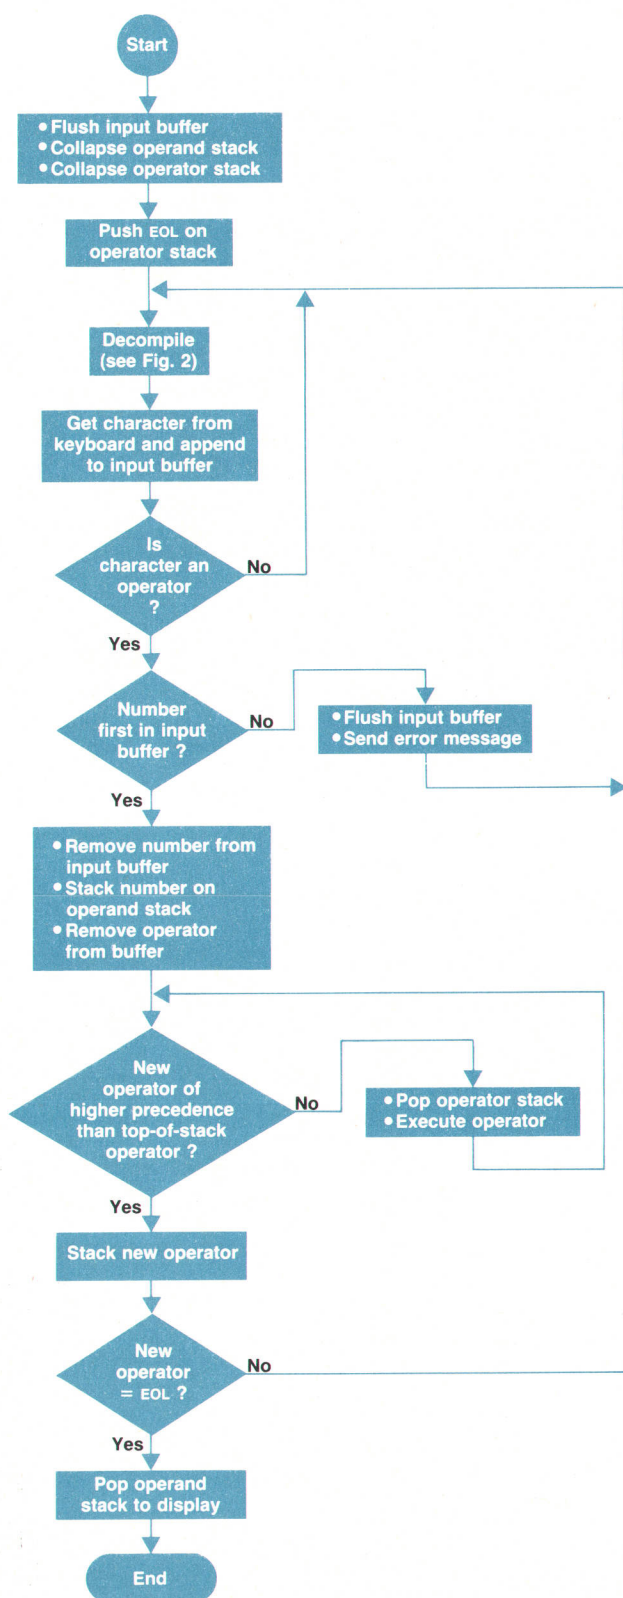 Start
• Flush input buffer
• Collapse operand stack
• Collapse operator stack
Push EOL on
operator stack
Decompile
(see Fig. 2)
Get character from
keyboard and append
to input buffer
Is
character an
operator
?
No
Yes
Number
first in input
buffer ?
No
• Flush input buffer
• Send error message
Yes
• Remove number from
input buffer
• Stack number on
operand stack
• Remove operator
from buffer
New
operator of
higher precedence
than top-of-stack
operator ?
No
• Pop operator stack
• Execute operator
Yes
Stack new operator
New
operator
= EOL ?
No
Yes
Pop operand
stack to display
End